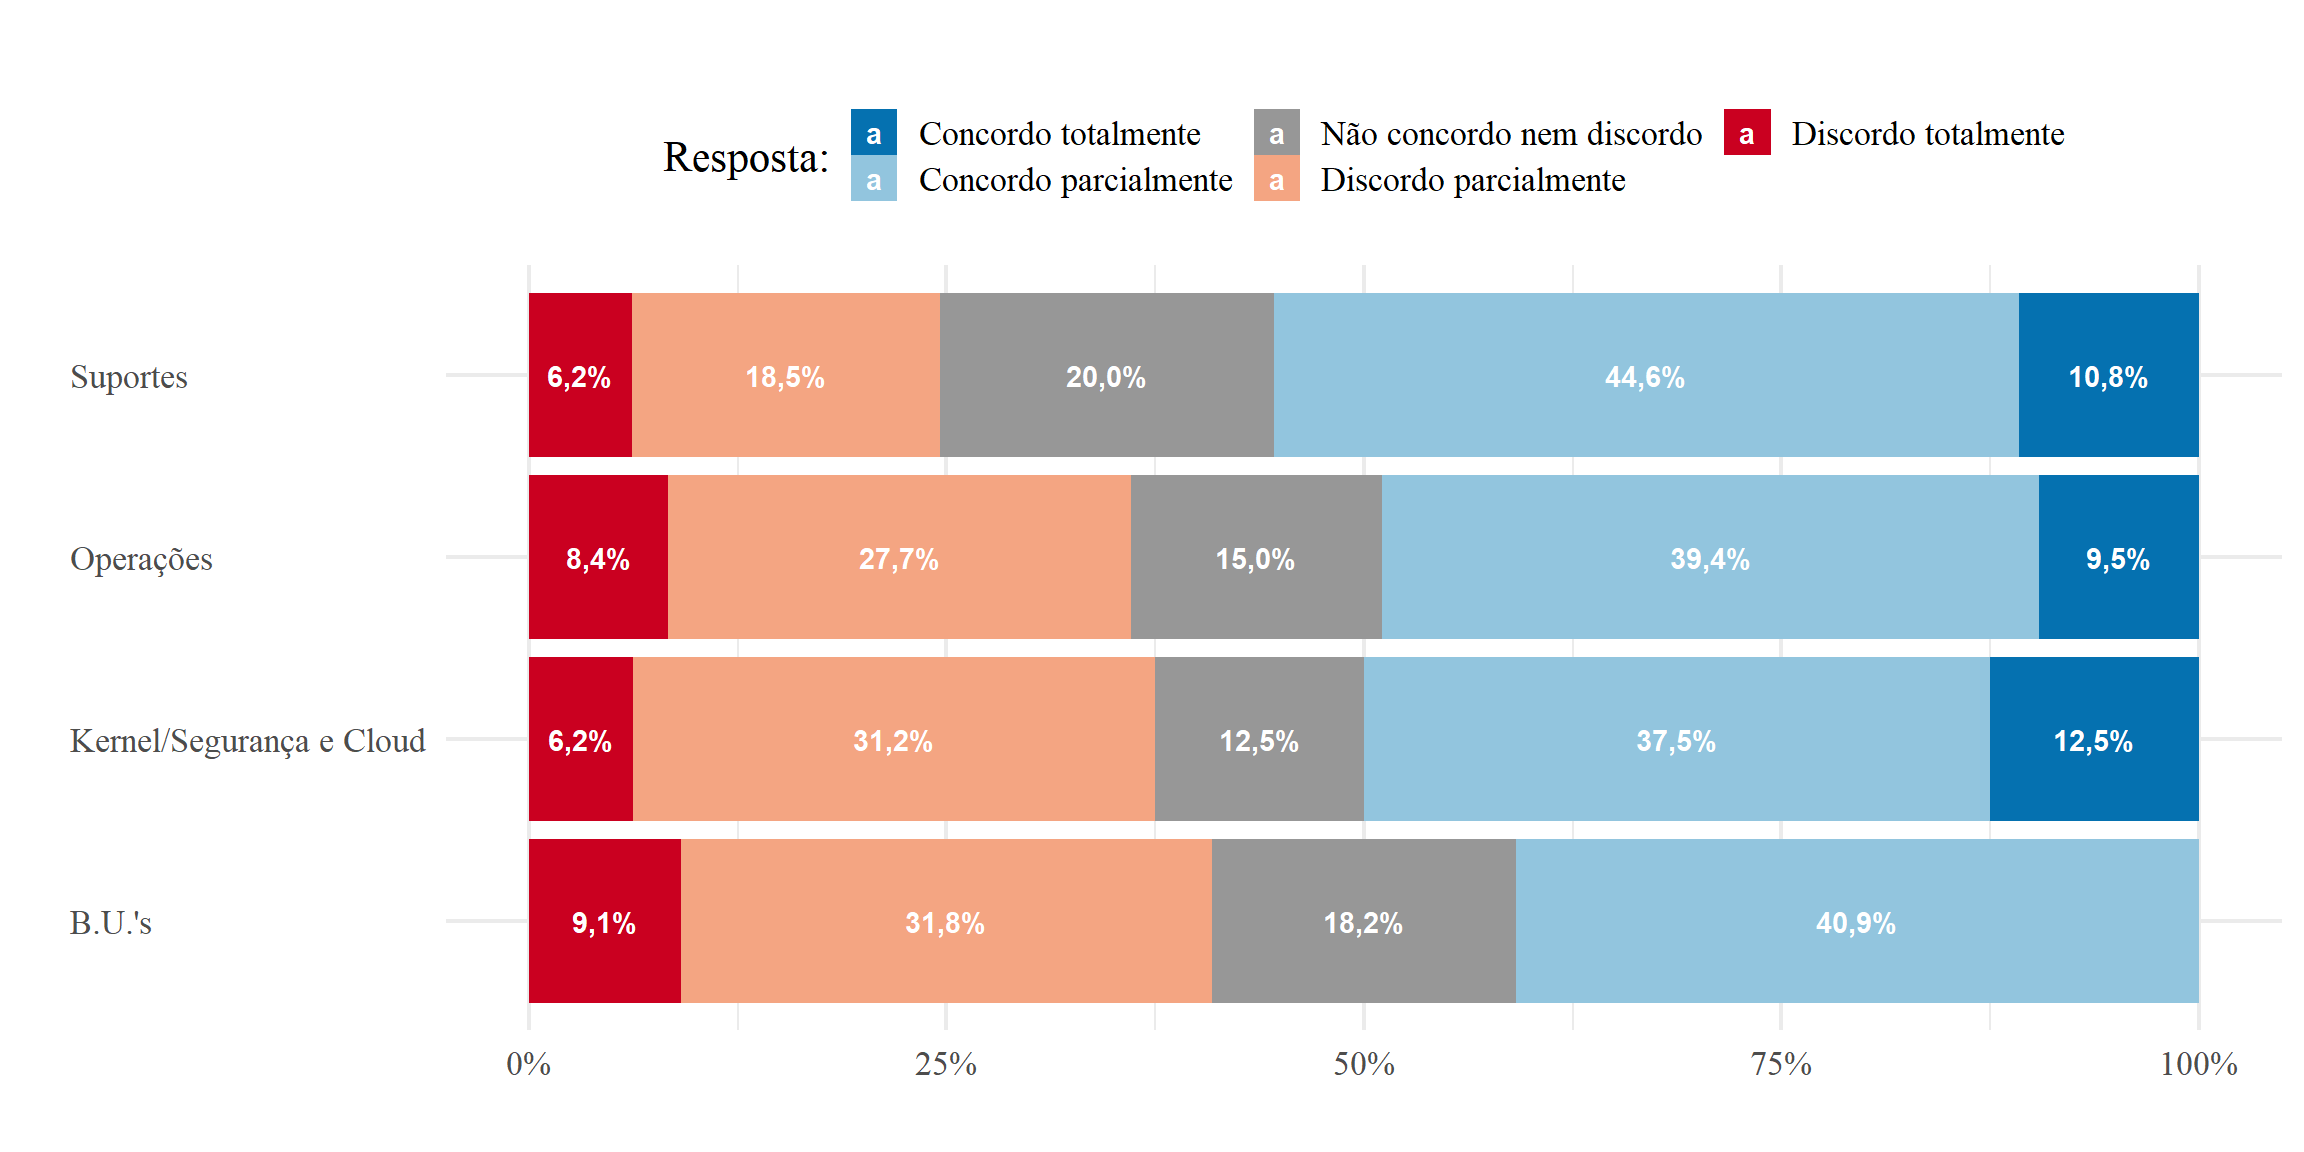 Resposta:
a Concordo totalmente
a Concordo parcialmente
a Não concordo nem discordo
a Discordo parcialmente
a Discordo totalmente
Suportes 6,2% 18,5% 20,0% 44,6% 10,8%
Operações 8,4% 27,7% 15,0% 39,4% 9,5%
Kernel/Segurança e Cloud 6,2% 31,2% 12,5% 37,5% 12,5%
B.U.'s 9,1% 31,8% 18,2% 40,9%
0% 25% 50% 75% 100%